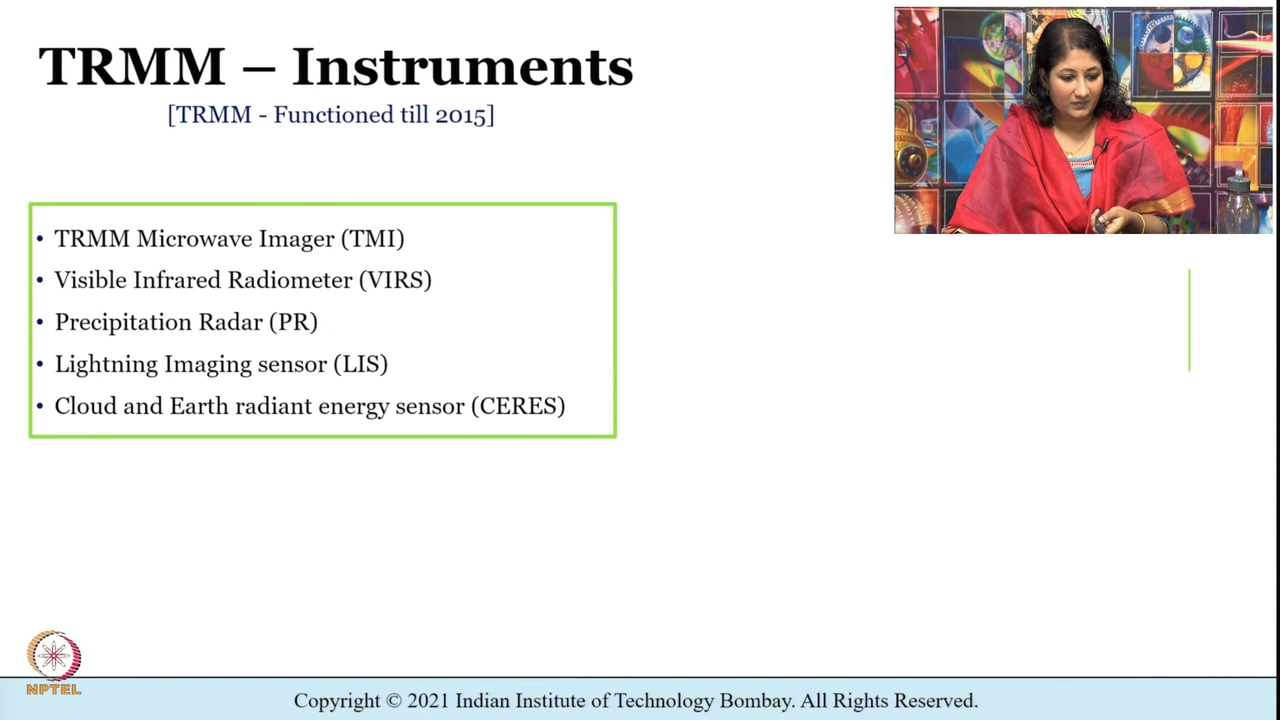 TRMM – Instruments
[TRMM - Functioned till 2015]
• TRMM Microwave Imager (TMI)
• Visible Infrared Radiometer (VIRS)
• Precipitation Radar (PR)
• Lightning Imaging sensor (LIS)
• Cloud and Earth radiant energy sensor (CERES)
NPTEL
Copyright © 2021 Indian Institute of Technology Bombay. All Rights Reserved.